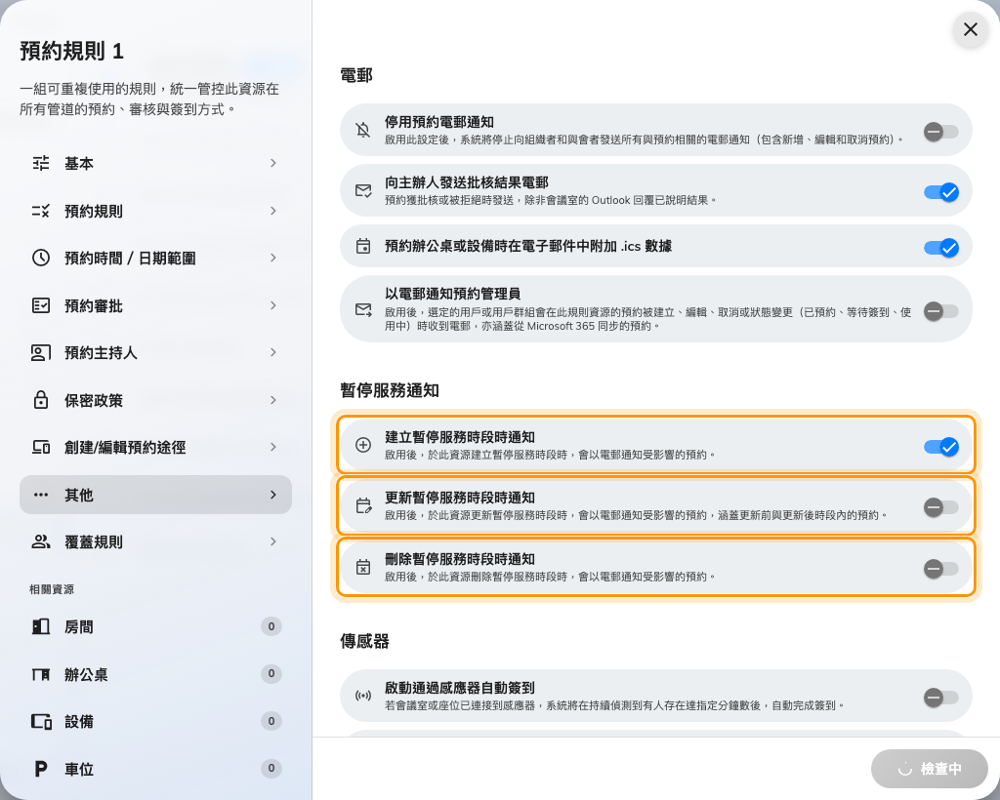 預約規則 1
一組可重複使用的規則，統一管控此資源在
所有管道的預約、審核與簽到方式。
基本
預約規則
預約時間 / 日期範圍
預約審批
預約主持人
保密政策
創建/編輯預約途徑
其他
覆蓋規則
相關資源
房間 0
辦公桌 0
設備 0
車位 0
電郵
停用預約電郵通知
啟用此設定後，系統將停止向組織者和與會者發送所有與預約相關的電郵通知（包含新增、編輯和取消預約）。
向主辦人發送批核結果電郵
預約獲批核或被拒絕時發送，除非會議室的 Outlook 回覆已說明結果。
預約辦公桌或設備時在電子郵件中附加 .ics 數據
以電郵通知預約管理員
啟用後，選定的用戶或用戶群組會在此規則資源的預約被建立、編輯、取消或狀態變更（已預約、等待簽到、使
用中）時收到電郵，亦涵蓋從 Microsoft 365 同步的預約。
暫停服務通知
建立暫停服務時段時通知
啟用後，於此資源建立暫停服務時段時，會以電郵通知受影響的預約。
更新暫停服務時段時通知
啟用後，於此資源更新暫停服務時段時，會以電郵通知受影響的預約，涵蓋更新前與更新後時段內的預約。
刪除暫停服務時段時通知
啟用後，於此資源刪除暫停服務時段時，會以電郵通知受影響的預約。
傳感器
啟動通過感應器自動簽到
若會議室或座位已連接到感應器，系統將在持續偵測到有人存在達指定分鐘數後，自動完成簽到。
檢查中